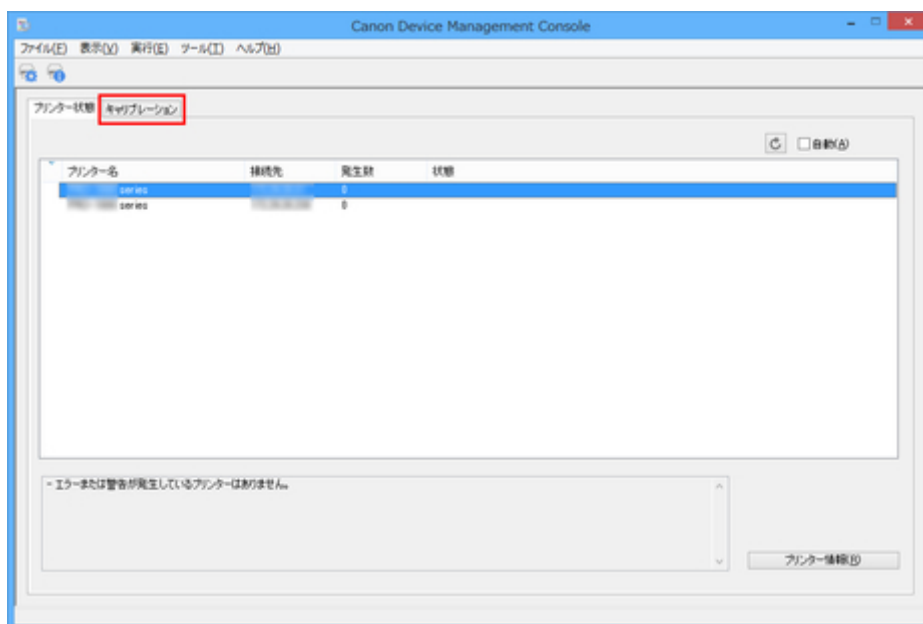 Canon Device Management Console
ファイル(F) 表示(V) 実行(E) ツール(T) ヘルプ(H)
プリンター状態 キャリブレーション
自動(A)
プリンター名 接続先 発生数 状態
series 0
series 0
- エラーまたは警告が発生しているプリンターはありません。
プリンター情報(R)